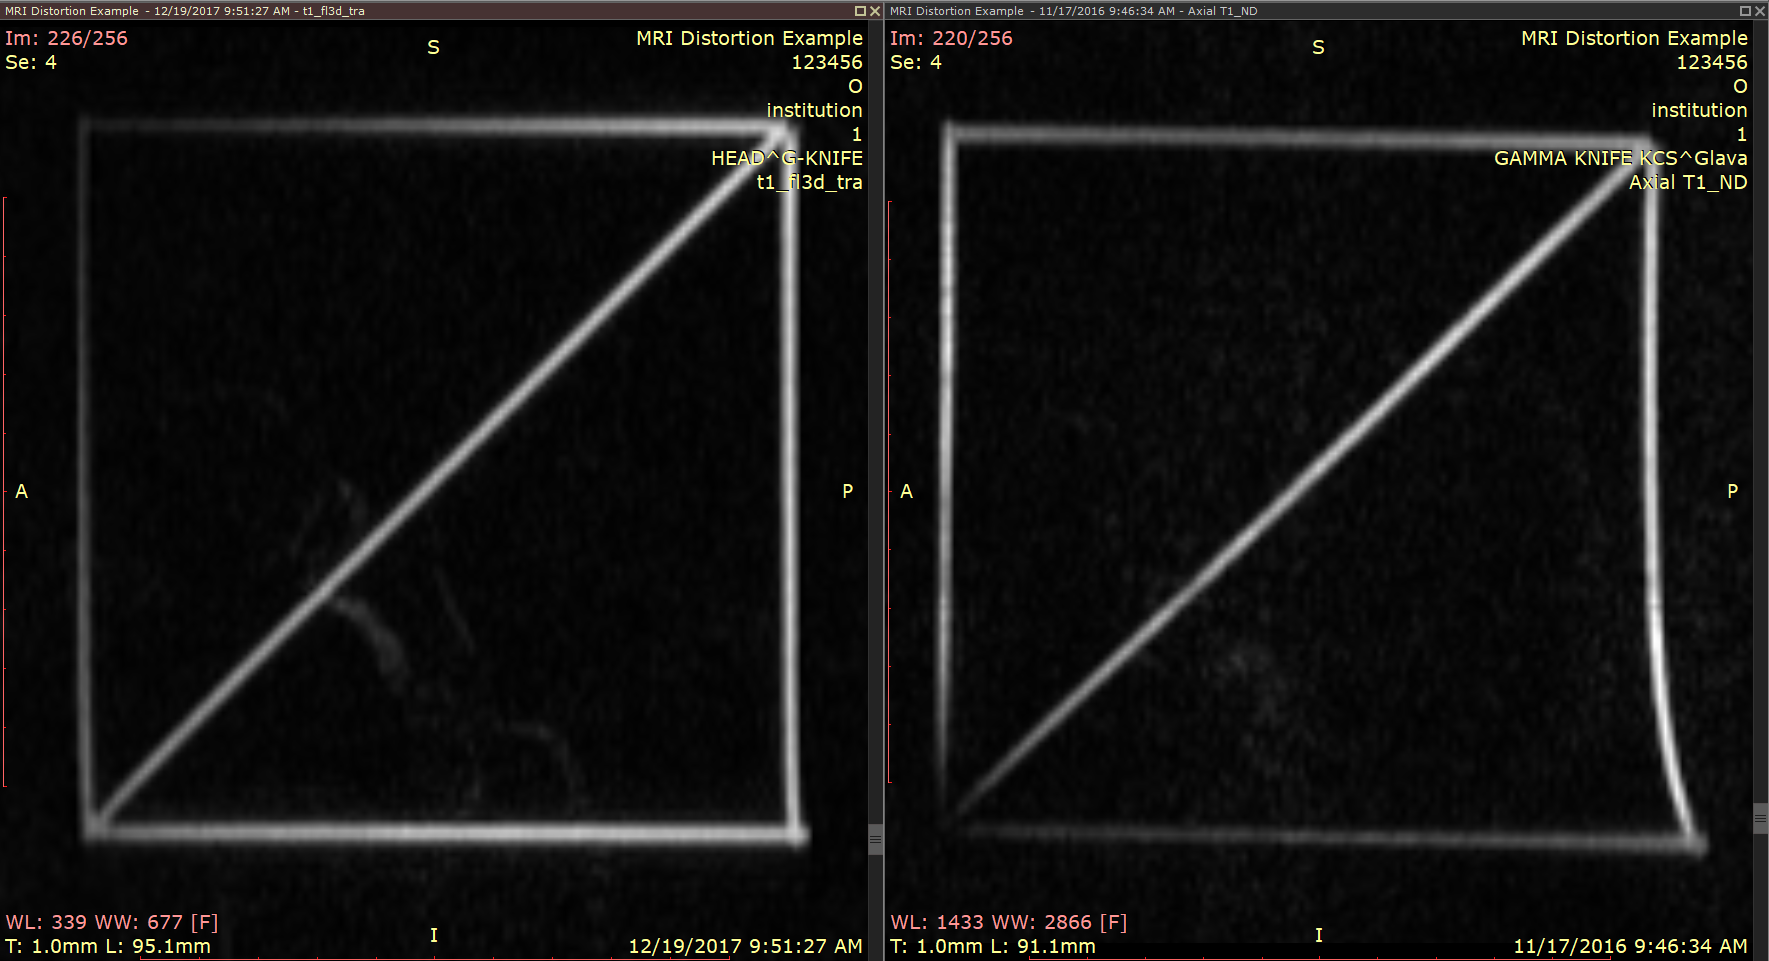 MRI Distortion Example - 12/19/2017 9:51:27 AM - t1_fl3d_tra
Im: 226/256
Se: 4
S
MRI Distortion Example
123456
O
institution
1
HEAD^G-KNIFE
t1_fl3d_tra
A
P
WL: 339 WW: 677 [F]
T: 1.0mm L: 95.1mm
I
12/19/2017 9:51:27 AM
MRI Distortion Example - 11/17/2016 9:46:34 AM - Axial T1_ND
Im: 220/256
Se: 4
S
MRI Distortion Example
123456
O
institution
1
GAMMA KNIFE KCS^Glava
Axial T1_ND
A
P
WL: 1433 WW: 2866 [F]
T: 1.0mm L: 91.1mm
I
11/17/2016 9:46:34 AM